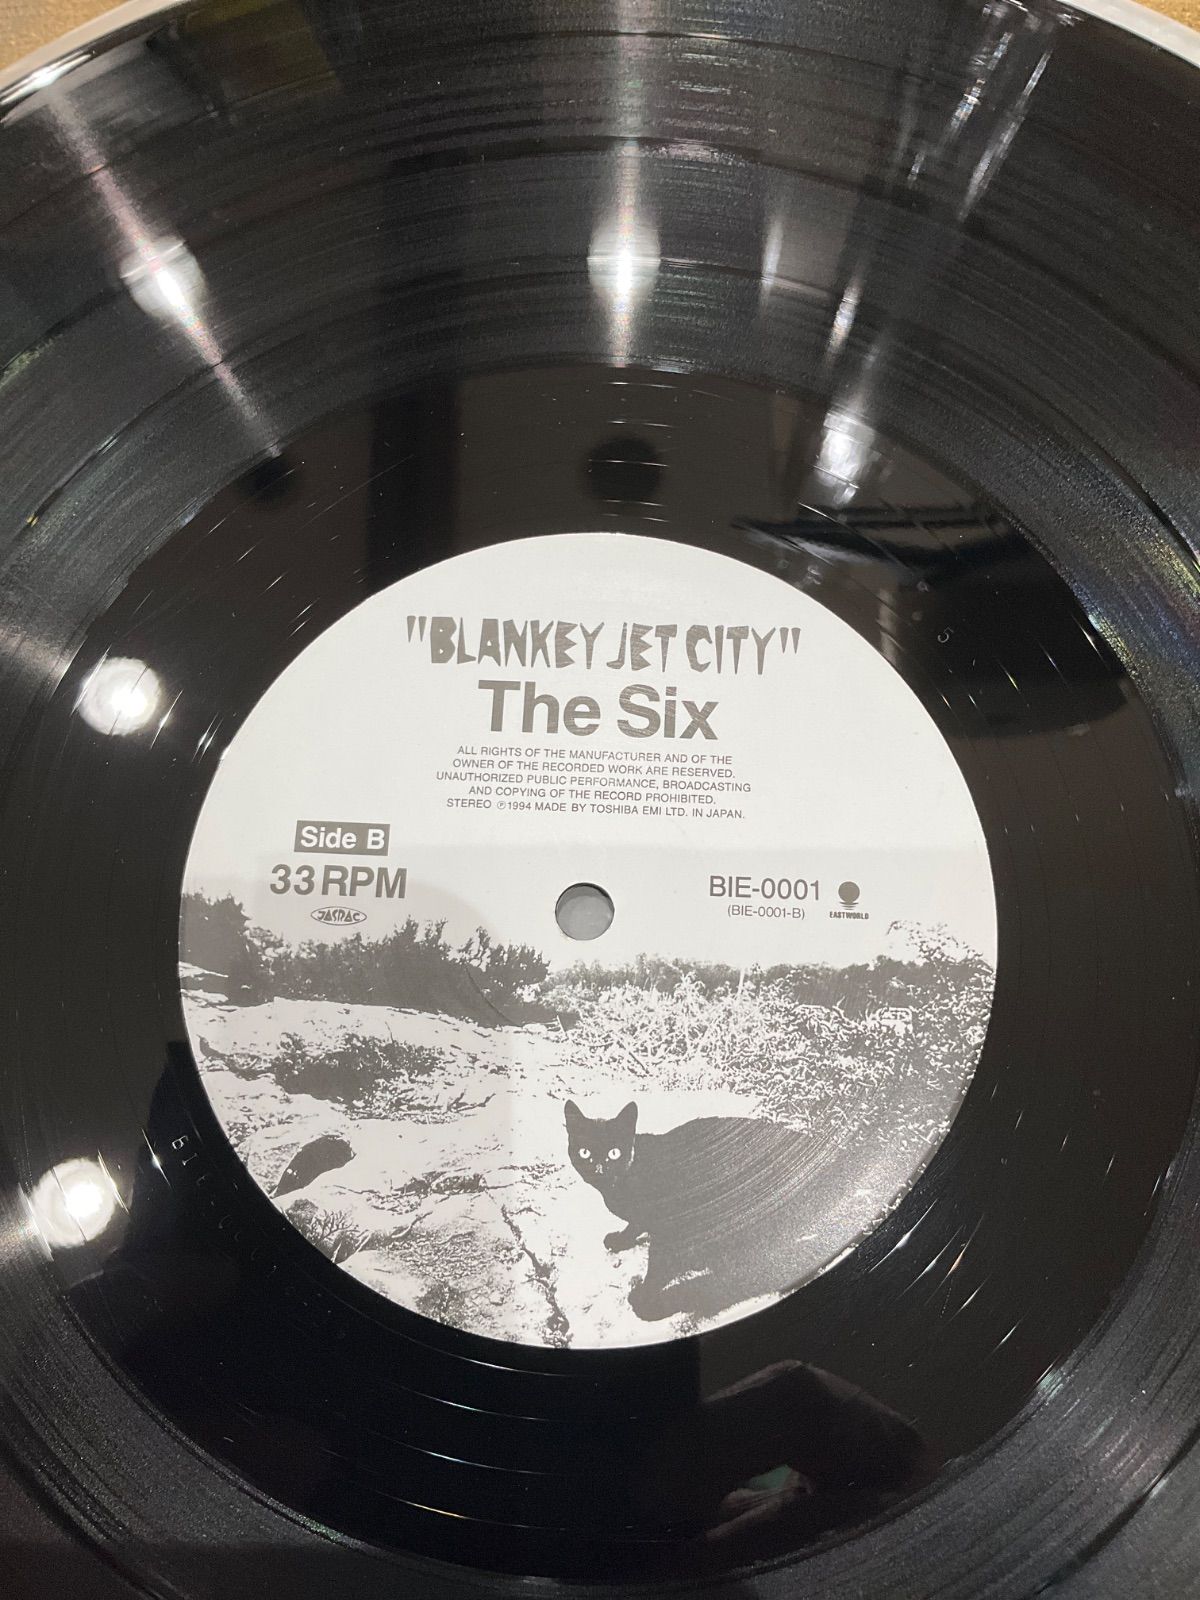 "BLANKEY JET CITY"
The Six
ALL RIGHTS OF THE MANUFACTURER AND OF THE
OWNER OF THE RECORDED WORK ARE RESERVED.
UNAUTHORIZED PUBLIC PERFORMANCE, BROADCASTING
AND COPYING OF THE RECORD PROHIBITED.
STEREO ℗1994 MADE BY TOSHIBA EMI LTD. IN JAPAN.
Side B
33 RPM
JASRAC
BIE-0001
(BIE-0001-B)
EASTWORLD
5